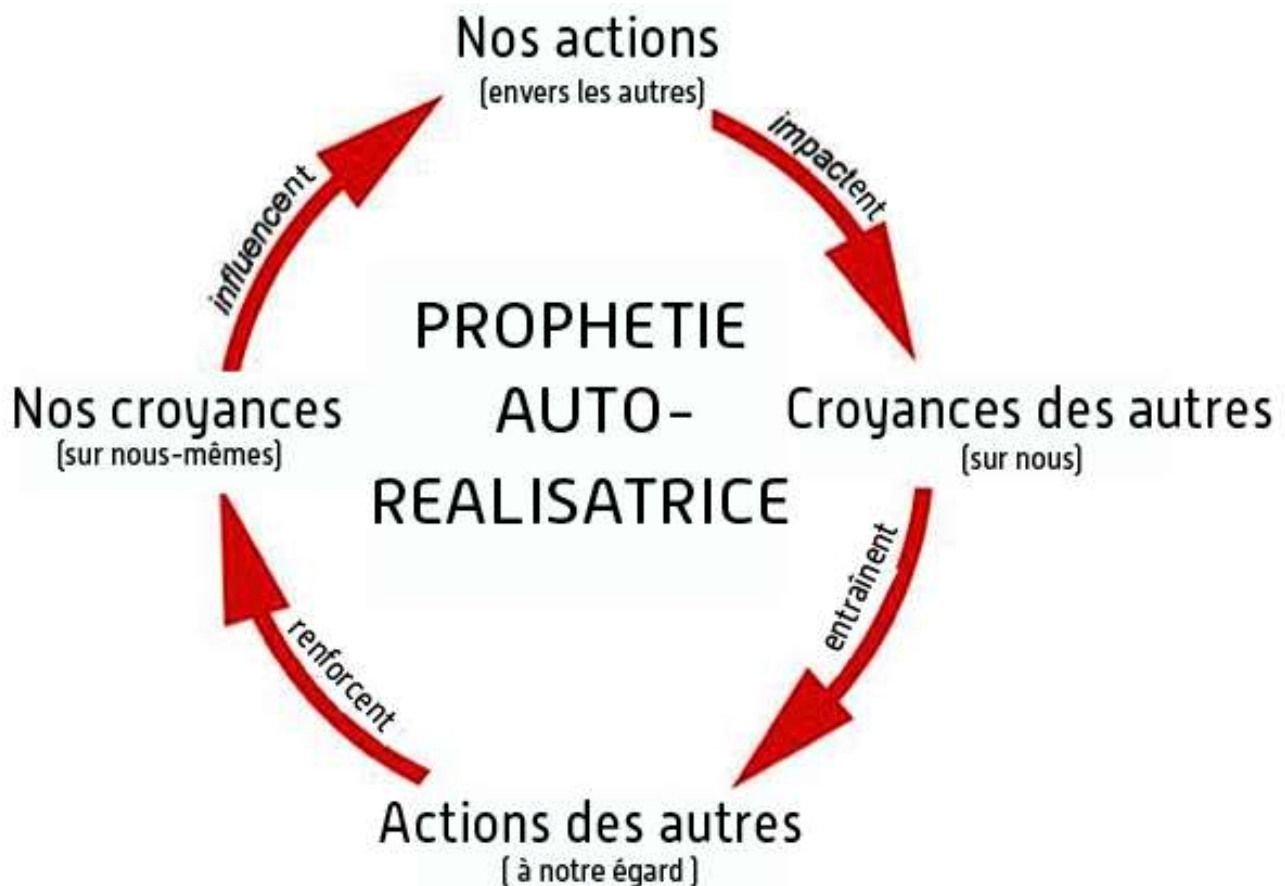 Nos actions
(envers les autres)
impactent
influencent
PROPHETIE
AUTO-
REALISATRICE
Nos croyances
(sur nous-mêmes)
Croyances des autres
(sur nous)
entraînent
renforcent
Actions des autres
( à notre égard )